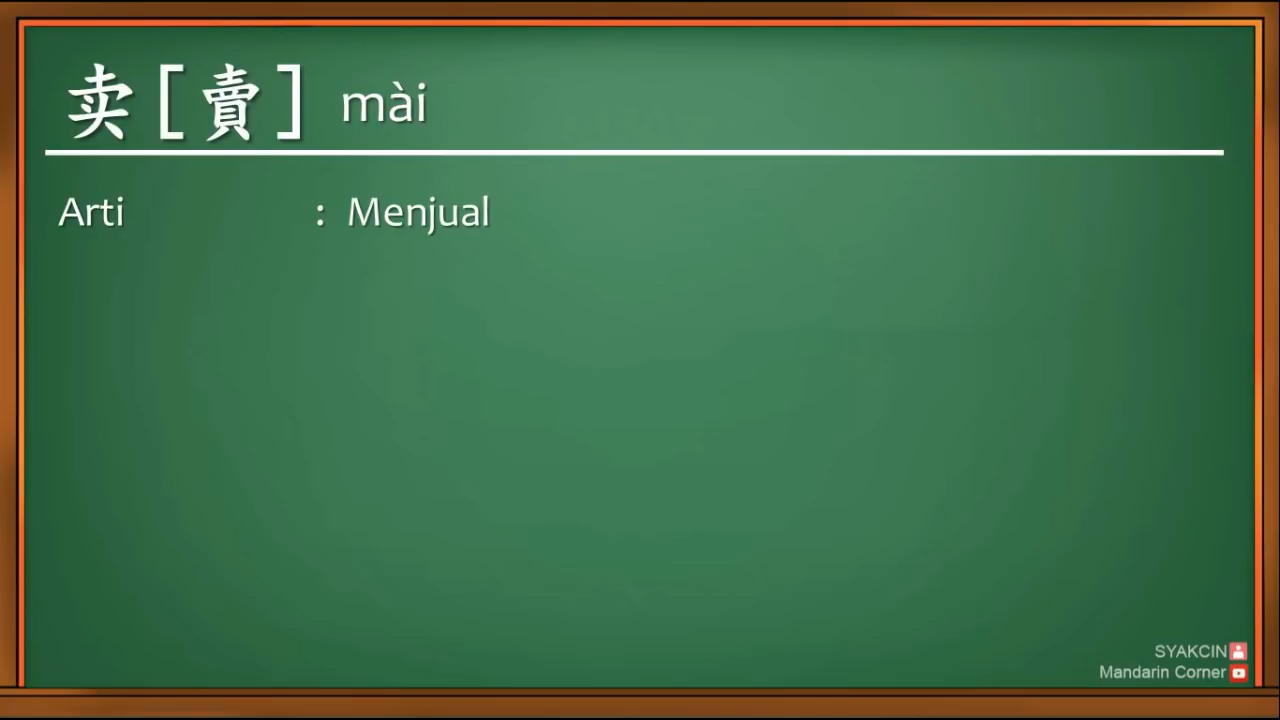 卖 [賣] mài
Arti : Menjual
SYAKCIN
Mandarin Corner